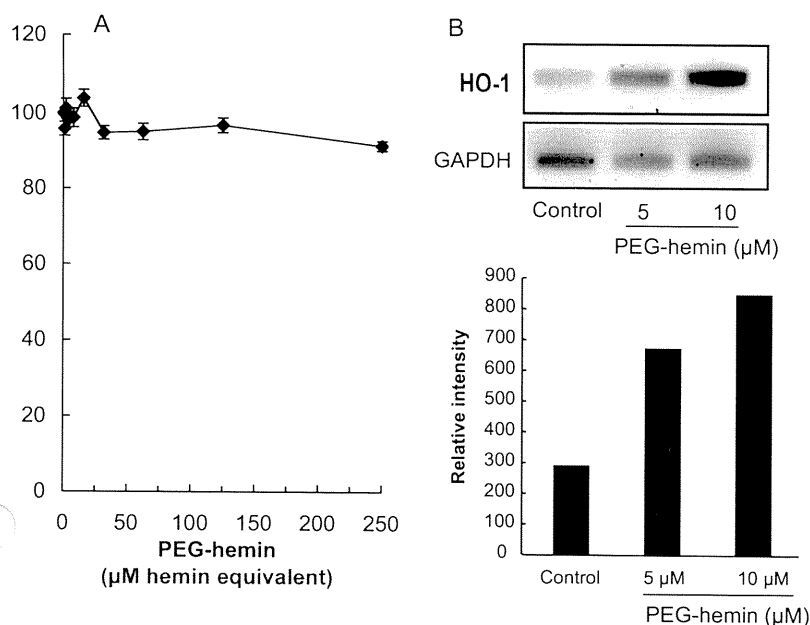 A
120
100
80
60
40
20
0
0 50 100 150 200 250
PEG-hemin
(µM hemin equivalent)
B
HO-1
GAPDH
Control 5 10
PEG-hemin (µM)
900
800
700
600
500
400
300
200
100
0
Relative intensity
Control 5 µM 10 µM
PEG-hemin (µM)